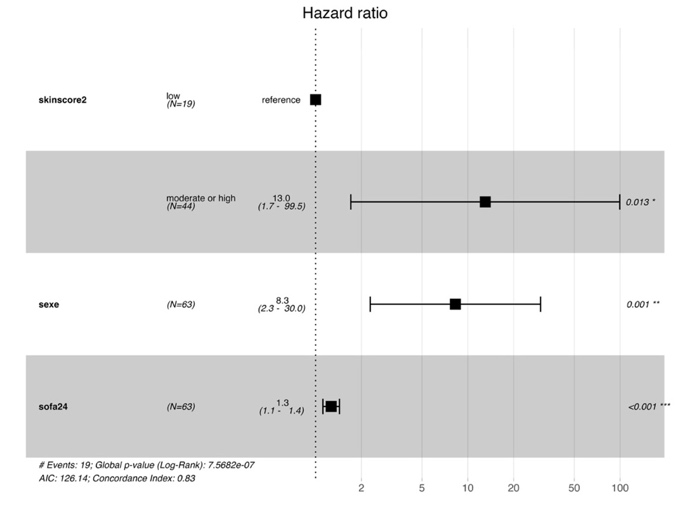 Hazard ratio
skinscore2 low reference
(N=19)
moderate or high 13.0
(N=44) (1.7 - 99.5) 0.013 *
sexe (N=63) 8.3 0.001 **
(2.3 - 30.0)
sofa24 (N=63) 1.3 <0.001 ***
(1.1 - 1.4)
# Events: 19; Global p-value (Log-Rank): 7.5682e-07
AIC: 126.14; Concordance Index: 0.83
2 5 10 20 50 100